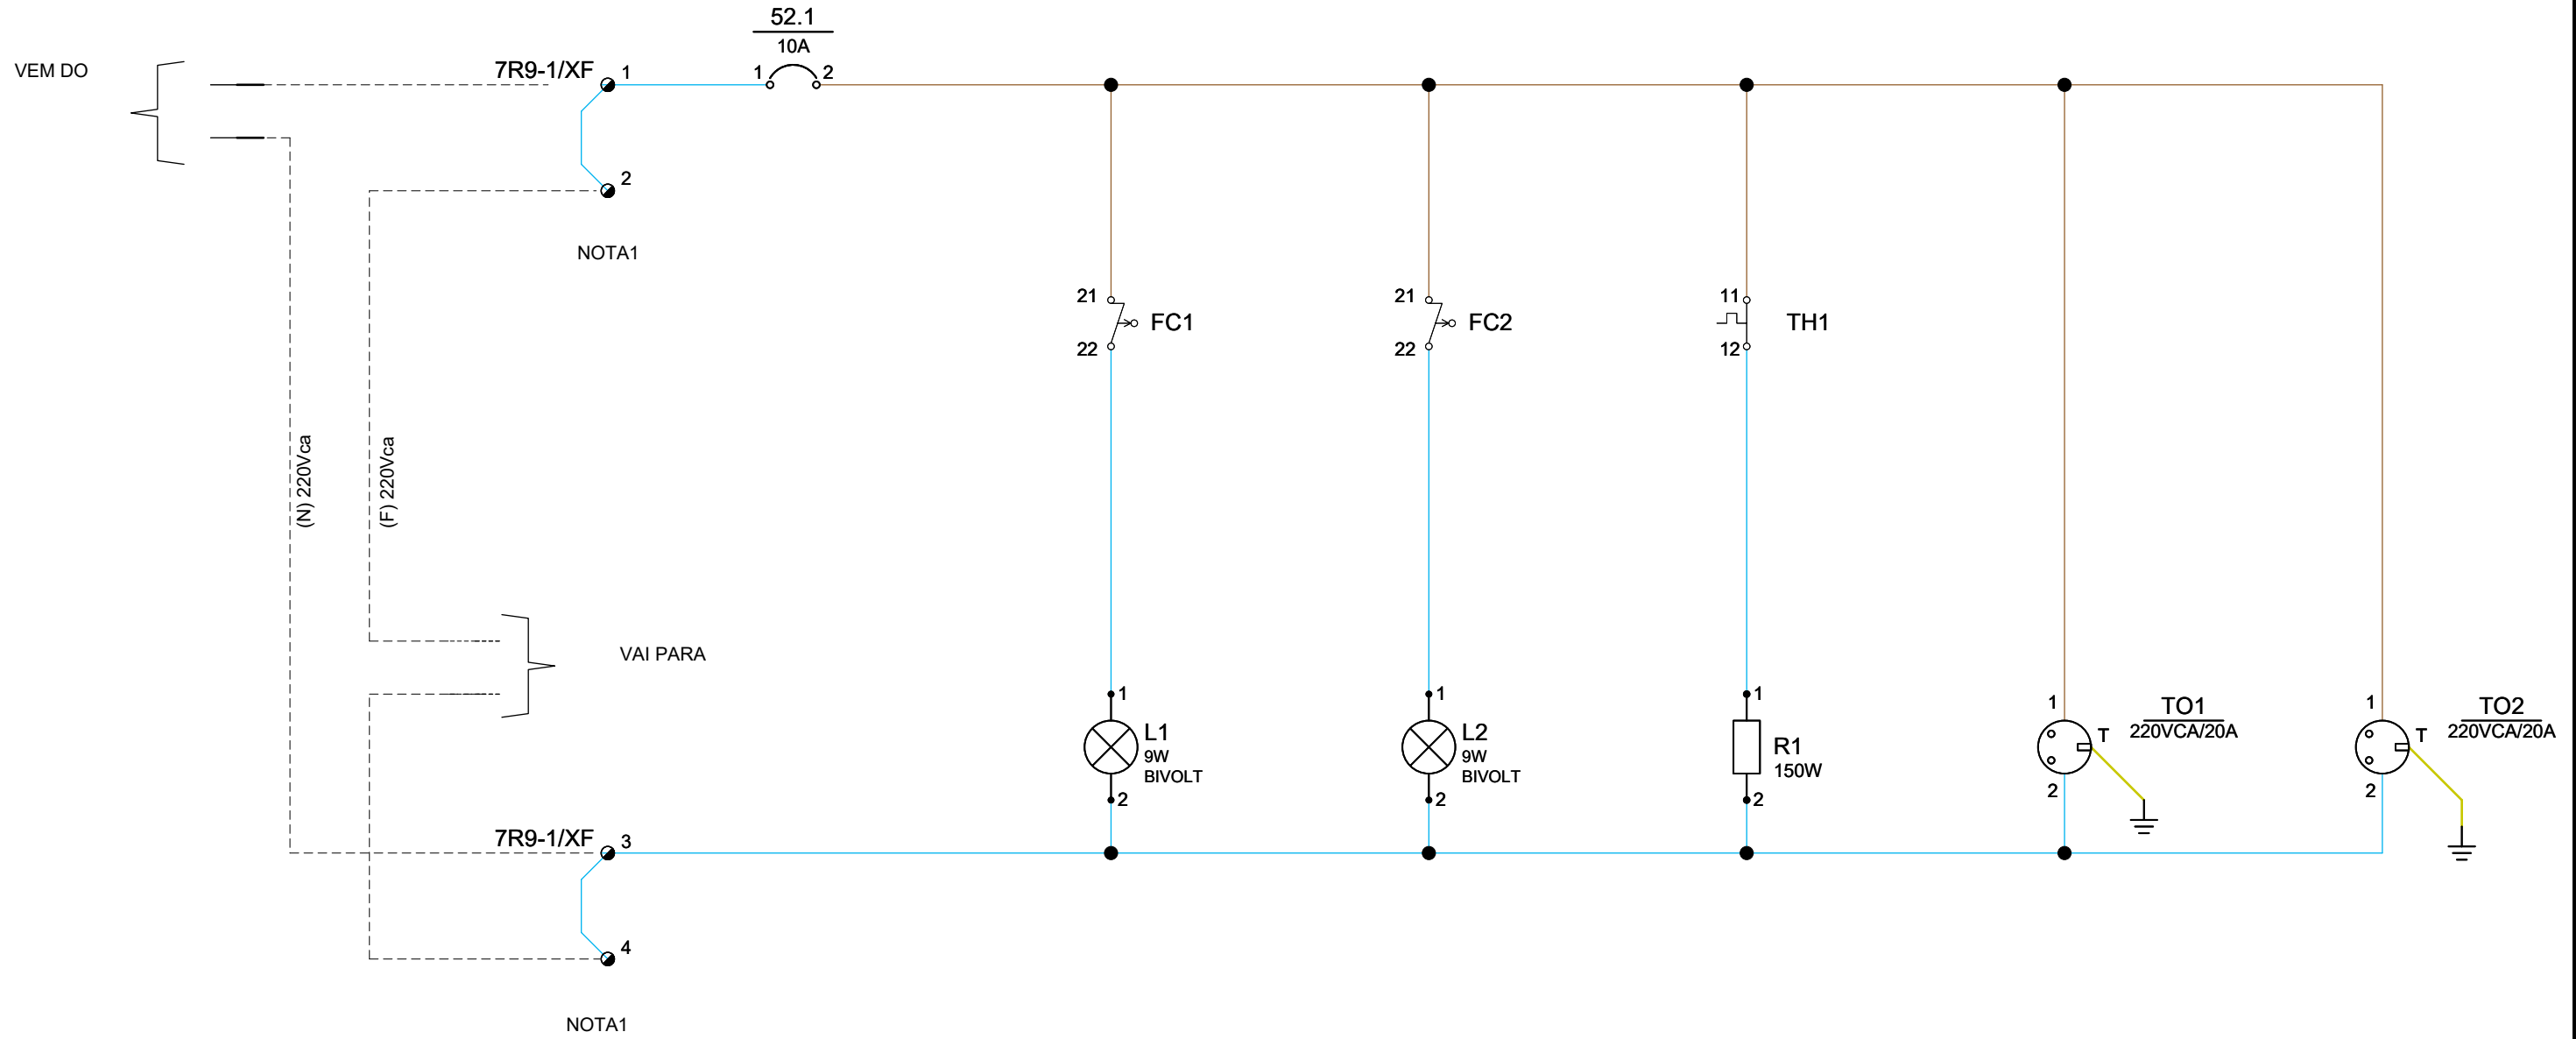 52.1
10A
VEM DO
7R9-1/XF 1
1 2
2
NOTA1
21
FC1
22
21
FC2
22
11
TH1
12
(N) 220Vca
(F) 220Vca
VAI PARA
1
L1
9W
BIVOLT
2
1
L2
9W
BIVOLT
2
1
R1
150W
2
1
T
TO1
220VCA/20A
2
1
T
TO2
220VCA/20A
2
7R9-1/XF 3
4
NOTA1